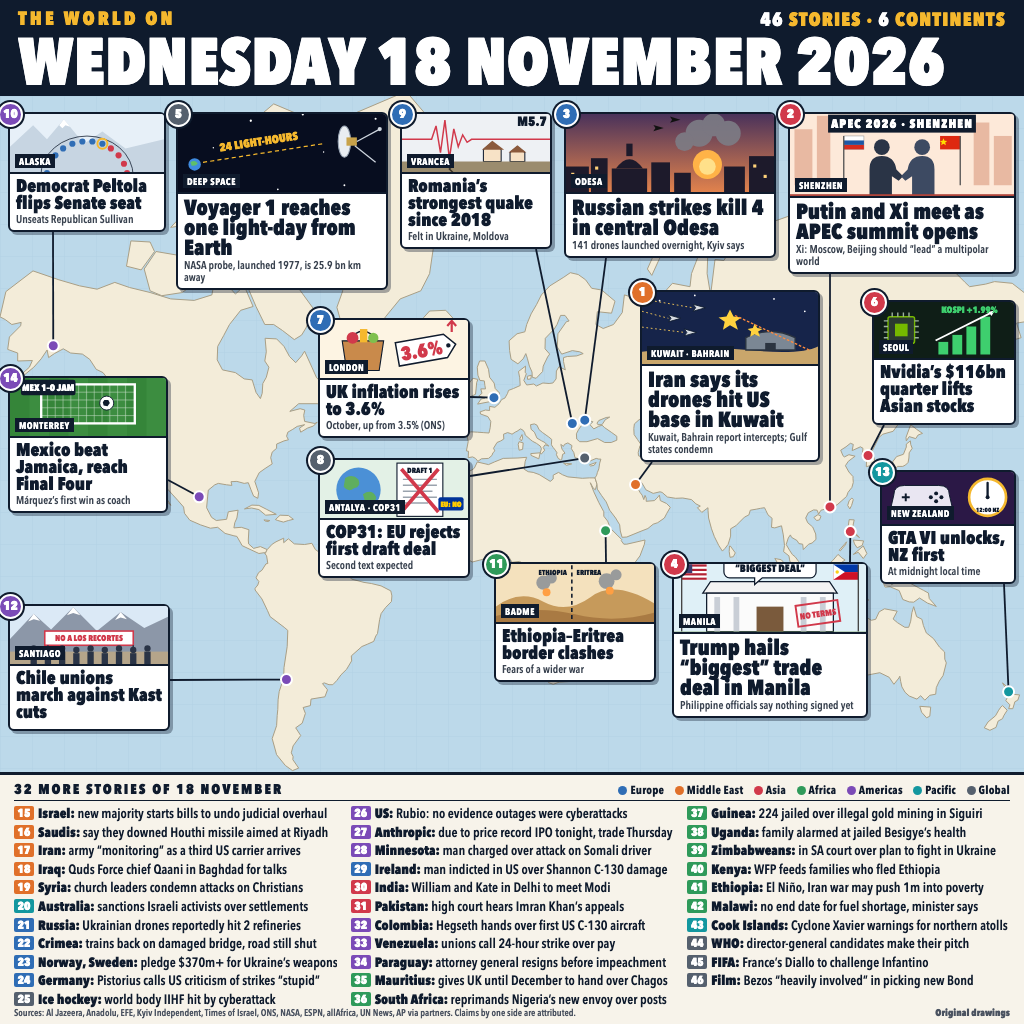 THE WORLD ON
46 STORIES · 6 CONTINENTS
WEDNESDAY 18 NOVEMBER 2026
10
ALASKA
Democrat Peltola
flips Senate seat
Unseats Republican Sullivan
5
24 LIGHT-HOURS
DEEP SPACE
Voyager 1 reaches
one light-day from
Earth
NASA probe, launched 1977, is 25.9 bn km
away
9
M5.7
VRANCEA
Romania's
strongest quake
since 2018
Felt in Ukraine, Moldova
3
ODESA
Russian strikes kill 4
in central Odesa
141 drones launched overnight, Kyiv says
2
APEC 2026 · SHENZHEN
SHENZHEN
Putin and Xi meet as
APEC summit opens
Xi: Moscow, Beijing should “lead” a multipolar
world
7
3.6%
LONDON
UK inflation rises
to 3.6%
October, up from 3.5% (ONS)
1
KUWAIT · BAHRAIN
Iran says its
drones hit US
base in Kuwait
Kuwait, Bahrain report intercepts; Gulf
states condemn
6
KOSPI +1.99%
SEOUL
Nvidia's $116bn
quarter lifts
Asian stocks
14
MEX 1-0 JAM
MONTERREY
Mexico beat
Jamaica, reach
Final Four
Márquez's first win as coach
8
DRAFT 1
EU: NO
ANTALYA · COP31
COP31: EU rejects
first draft deal
Second text expected
13
12:00 NZ
NEW ZEALAND
GTA VI unlocks,
NZ first
At midnight local time
11
ETHIOPIA
ERITREA
BADME
Ethiopia–Eritrea
border clashes
Fears of a wider war
4
“BIGGEST DEAL”
NO TERMS
MANILA
Trump hails
“biggest” trade
deal in Manila
Philippine officials say nothing signed yet
12
NO A LOS RECORTES
SANTIAGO
Chile unions
march against Kast
cuts
32 MORE STORIES OF 18 NOVEMBER
Europe Middle East Asia Africa Americas Pacific Global
15 Israel: new majority starts bills to undo judicial overhaul
16 Saudis: say they downed Houthi missile aimed at Riyadh
17 Iran: army “monitoring” as a third US carrier arrives
18 Iraq: Quds Force chief Qaani in Baghdad for talks
19 Syria: church leaders condemn attacks on Christians
20 Australia: sanctions Israeli activists over settlements
21 Russia: Ukrainian drones reportedly hit 2 refineries
22 Crimea: trains back on damaged bridge, road still shut
23 Norway, Sweden: pledge $370m+ for Ukraine's weapons
24 Germany: Pistorius calls US criticism of strikes “stupid”
25 Ice hockey: world body IIHF hit by cyberattack
26 US: Rubio: no evidence outages were cyberattacks
27 Anthropic: due to price record IPO tonight, trade Thursday
28 Minnesota: man charged over attack on Somali driver
29 Ireland: man indicted in US over Shannon C-130 damage
30 India: William and Kate in Delhi to meet Modi
31 Pakistan: high court hears Imran Khan's appeals
32 Colombia: Hegseth hands over first US C-130 aircraft
33 Venezuela: unions call 24-hour strike over pay
34 Paraguay: attorney general resigns before impeachment
35 Mauritius: gives UK until December to hand over Chagos
36 South Africa: reprimands Nigeria's new envoy over posts
37 Guinea: 224 jailed over illegal gold mining in Siguiri
38 Uganda: family alarmed at jailed Besigye's health
39 Zimbabweans: in SA court over plan to fight in Ukraine
40 Kenya: WFP feeds families who fled Ethiopia
41 Ethiopia: El Niño, Iran war may push 1m into poverty
42 Malawi: no end date for fuel shortage, minister says
43 Cook Islands: Cyclone Xavier warnings for northern atolls
44 WHO: director-general candidates make their pitch
45 FIFA: France's Diallo to challenge Infantino
46 Film: Bezos “heavily involved” in picking new Bond
Sources: Al Jazeera, Anadolu, EFE, Kyiv Independent, Times of Israel, ONS, NASA, ESPN, allAfrica, UN News, AP via partners. Claims by one side are attributed.
Original drawings